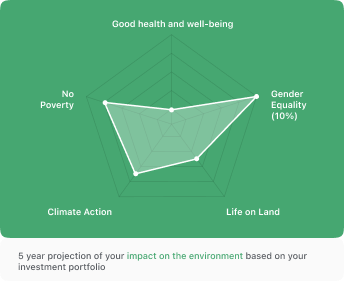 Good health and well-being
No
Poverty
Gender
Equality
(10%)
Climate Action
Life on Land
5 year projection of your impact on the environment based on your
investment portfolio